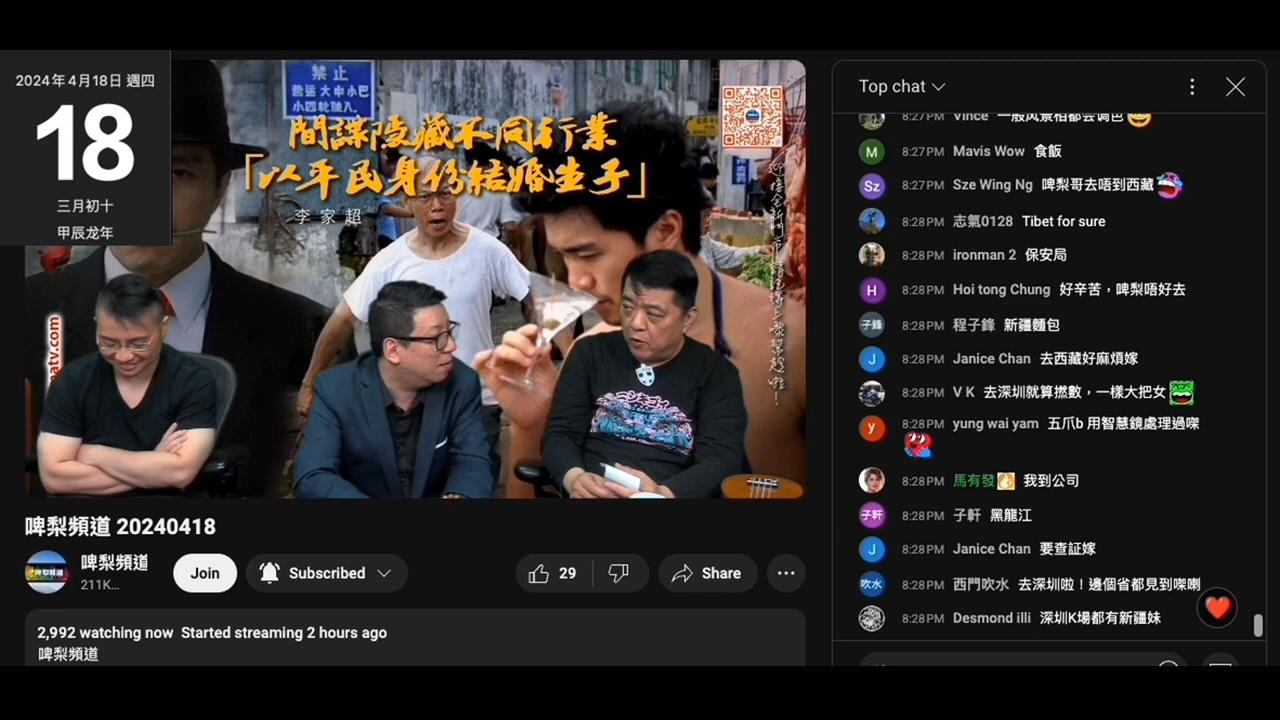 2024年4月18日 週四
18
三月初十
甲辰龙年
禁止
營运 大中小巴
間諜隱藏不同行業
「以平民身份結婚生子」
李家超
atv.com
啤梨頻道 20240418
啤梨頻道
211K...
Join
Subscribed
29
Share
2,992 watching now Started streaming 2 hours ago
啤梨頻道
Top chat
8:27PM Vince 一般风景相都会调色
M 8:27PM Mavis Wow 食飯
Sz 8:27PM Sze Wing Ng 啤梨哥去唔到西藏
8:28PM 志氣0128 Tibet for sure
8:28PM ironman 2 保安局
H 8:28PM Hoi tong Chung 好辛苦，啤梨唔好去
子鋒 8:28PM 程子鋒 新疆麵包
J 8:28PM Janice Chan 去西藏好麻煩嫁
8:28PM V K 去深圳就算撚數，一樣大把女
y 8:28PM yung wai yam 五爪b 用智慧鏡處理過㗎
8:28PM 馬有發 我到公司
子軒 8:28PM 子軒 黑龍江
J 8:28PM Janice Chan 要查証嫁
吹水 8:28PM 西門吹水 去深圳啦！邊個省都見到㗎喇
8:28PM Desmond illi 深圳K場都有新疆妹